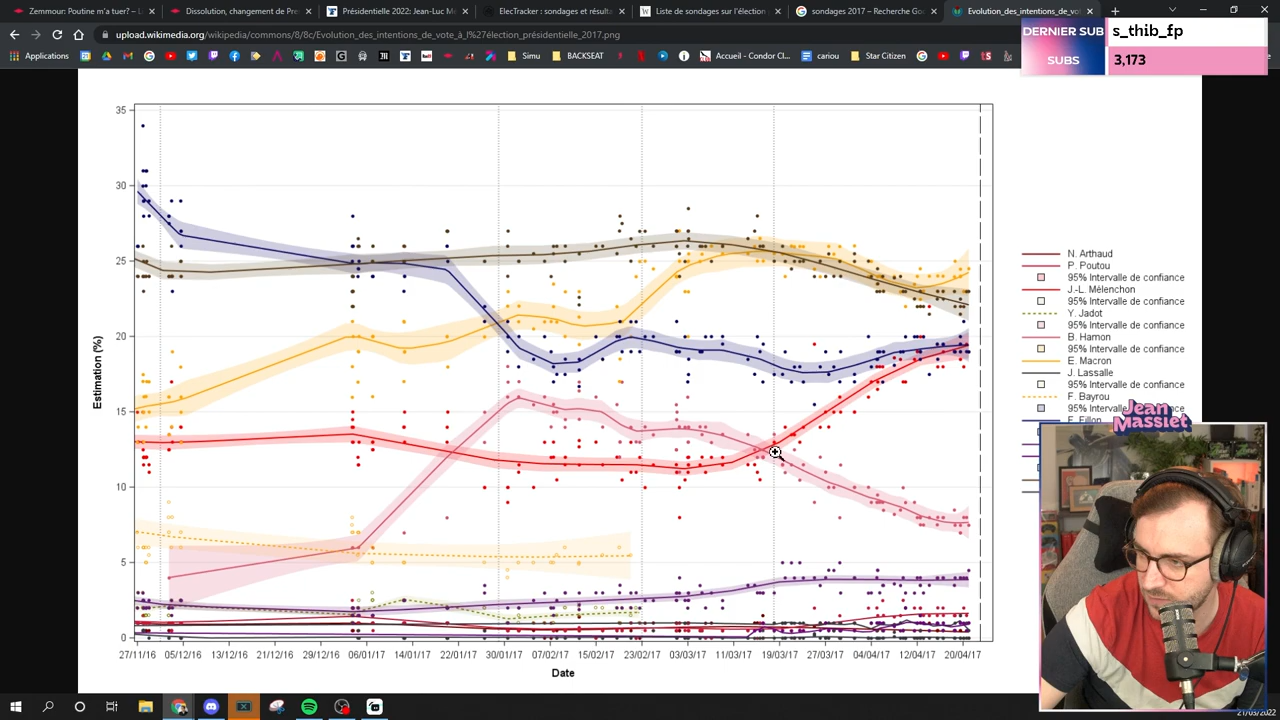 Zemmour: Poutine m'a tuer? –
Dissolution, changement de Pre
Présidentielle 2022: Jean-Luc M
ElecTracker : sondages et résulta
Liste de sondages sur l'élection
sondages 2017 – Recherche Go
Evolution_des_intentions_de_vot
upload.wikimedia.org/wikipedia/commons/8/8c/Evolution_des_intentions_de_vote_à_l%27élection_présidentielle_2017.png
Applications
Simu
BACKSEAT
Accueil - Condor Cl...
cariou
Star Citizen
DERNIER SUB
s_thib_fp
SUBS
3,173
35
30
25
20
15
10
5
0
Estimation (%)
27/11/16
05/12/16
13/12/16
21/12/16
29/12/16
06/01/17
14/01/17
22/01/17
30/01/17
07/02/17
15/02/17
23/02/17
03/03/17
11/03/17
19/03/17
27/03/17
04/04/17
12/04/17
20/04/17
Date
N. Arthaud
P. Poutou
95% Intervalle de confiance
J.-L. Mélenchon
95% Intervalle de confiance
Y. Jadot
95% Intervalle de confiance
B. Hamon
95% Intervalle de confiance
E. Macron
J. Lassalle
95% Intervalle de confiance
F. Bayrou
95% Interval
F. Fillon
Jean
Massiet
21/03/2022